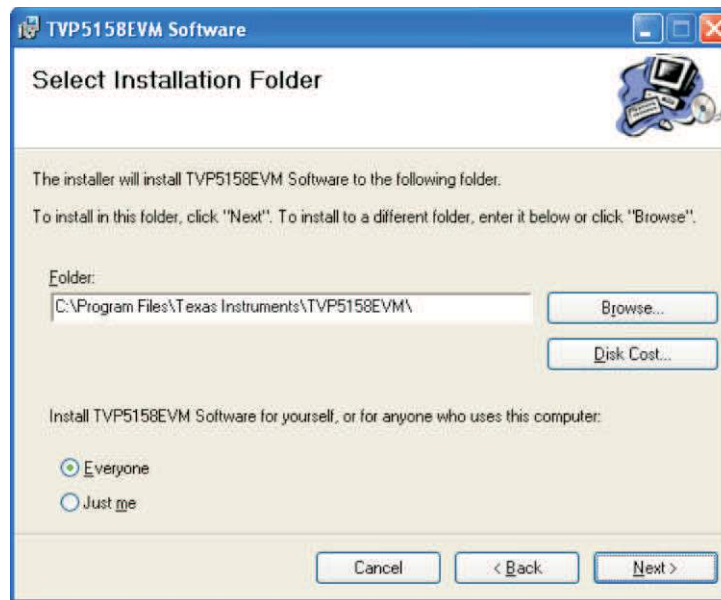 TVP5158EVM Software
Select Installation Folder
The installer will install TVP5158EVM Software to the following folder.
To install in this folder, click "Next". To install to a different folder, enter it below or click "Browse".
Folder:
C:\Program Files\Texas Instruments\TVP5158EVM\
Browse...
Disk Cost...
Install TVP5158EVM Software for yourself, or for anyone who uses this computer:
Everyone
Just me
Cancel
< Back
Next >